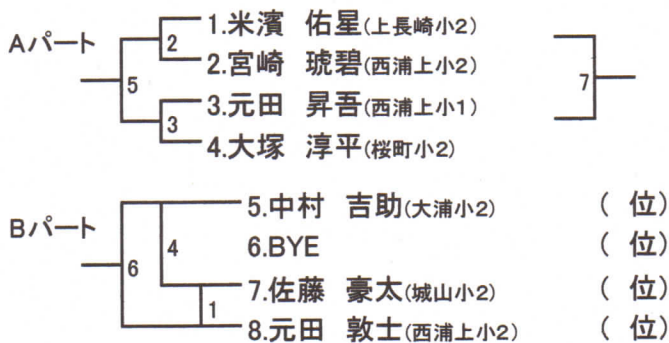 Aパート
1.米濱 佑星(上長崎小2)
2
2.宮崎 琥碧(西浦上小2)
5
7
3.元田 昇吾(西浦上小1)
3
4.大塚 淳平(桜町小2)
Bパート
5.中村 吉助(大浦小2) ( 位)
4
6.BYE ( 位)
6
7.佐藤 豪太(城山小2) ( 位)
1
8.元田 敦士(西浦上小2) ( 位)